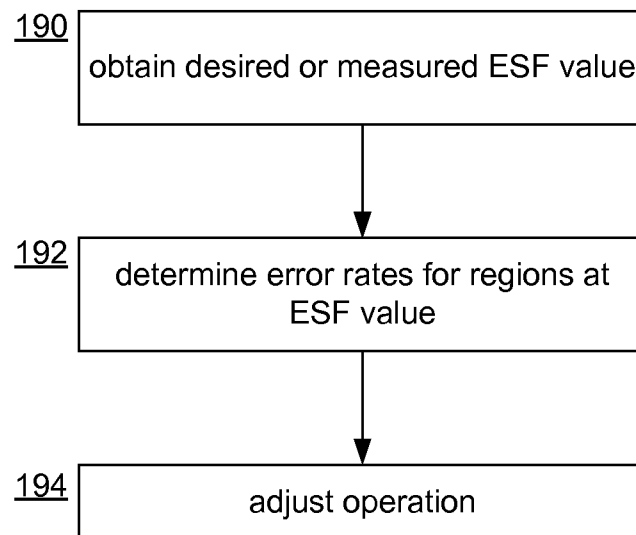 190
obtain desired or measured ESF value
192
determine error rates for regions at
ESF value
194
adjust operation